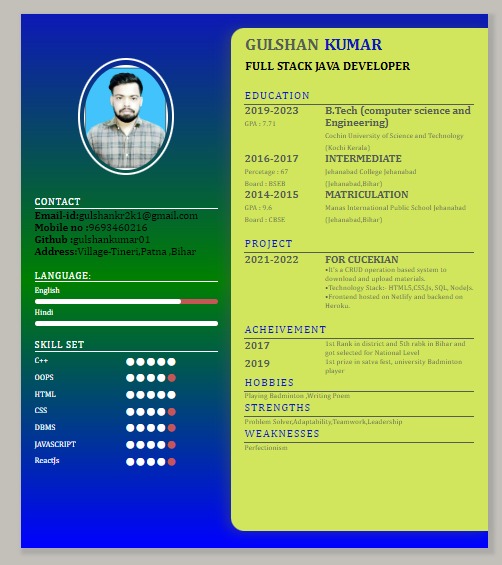 GULSHAN KUMAR
FULL STACK JAVA DEVELOPER
CONTACT
Email-id:gulshankr2k1@gmail.com
Mobile no :9693460216
Github :gulshankumar01
Address:Village-Tineri,Patna ,Bihar
LANGUAGE:
English
Hindi
SKILL SET
C++
OOPS
HTML
CSS
DBMS
JAVASCRIPT
ReactJs
EDUCATION
2019-2023 B.Tech (computer science and
Engineering)
GPA : 7.71
Cochin University of Science and Technology
(Kochi Kerala)
2016-2017 INTERMEDIATE
Percetage : 67 Jehanabad College Jehanabad
Board : BSEB (Jehanabad,Bihar)
2014-2015 MATRICULATION
GPA : 9.6 Manas International Public School Jehanabad
Board : CBSE (Jehanabad,Bihar)
PROJECT
2021-2022 FOR CUCEKIAN
•It's a CRUD operation based system to
download and upload materials.
•Technology Stack:- HTML5,CSS,Js, SQL, NodeJs.
•Frontend hosted on Netlify and backend on
Heroku.
ACHEIVEMENT
2017 1st Rank in district and 5th rabk in Bihar and
got selected for National Level
2019 1st prize in satva fest, university Badminton
player
HOBBIES
Playing Badminton ,Writing Poem
STRENGTHS
Problem Solver,Adaptability,Teamwork,Leadership
WEAKNESSES
Perfectionism